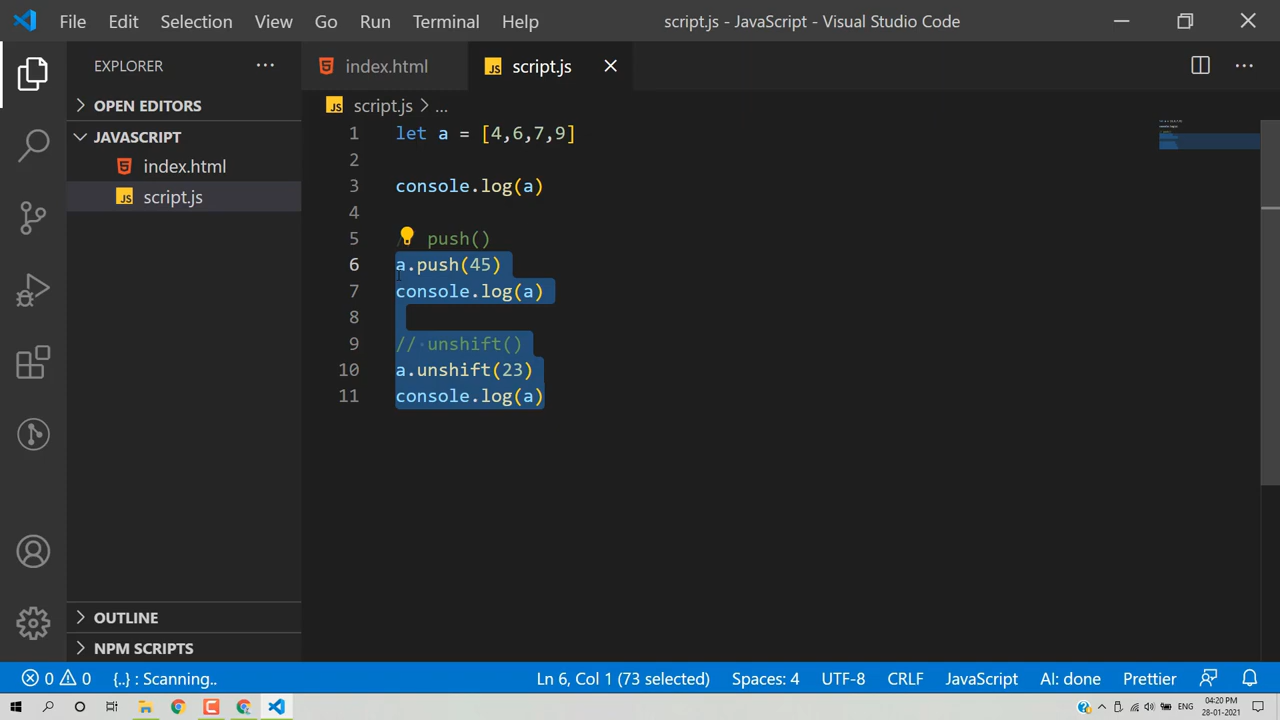 File Edit Selection View Go Run Terminal Help script.js - JavaScript - Visual Studio Code
EXPLORER
index.html
JS script.js
OPEN EDITORS
JS script.js > ...
JAVASCRIPT
index.html
JS script.js
1 let a = [4,6,7,9]
2
3 console.log(a)
4
5 push()
6 a.push(45)
7 console.log(a)
8
9 // unshift()
10 a.unshift(23)
11 console.log(a)
OUTLINE
NPM SCRIPTS
0 0 {..} : Scanning.. Ln 6, Col 1 (73 selected) Spaces: 4 UTF-8 CRLF JavaScript AI: done Prettier
ENG
04:20 PM
28-01-2021